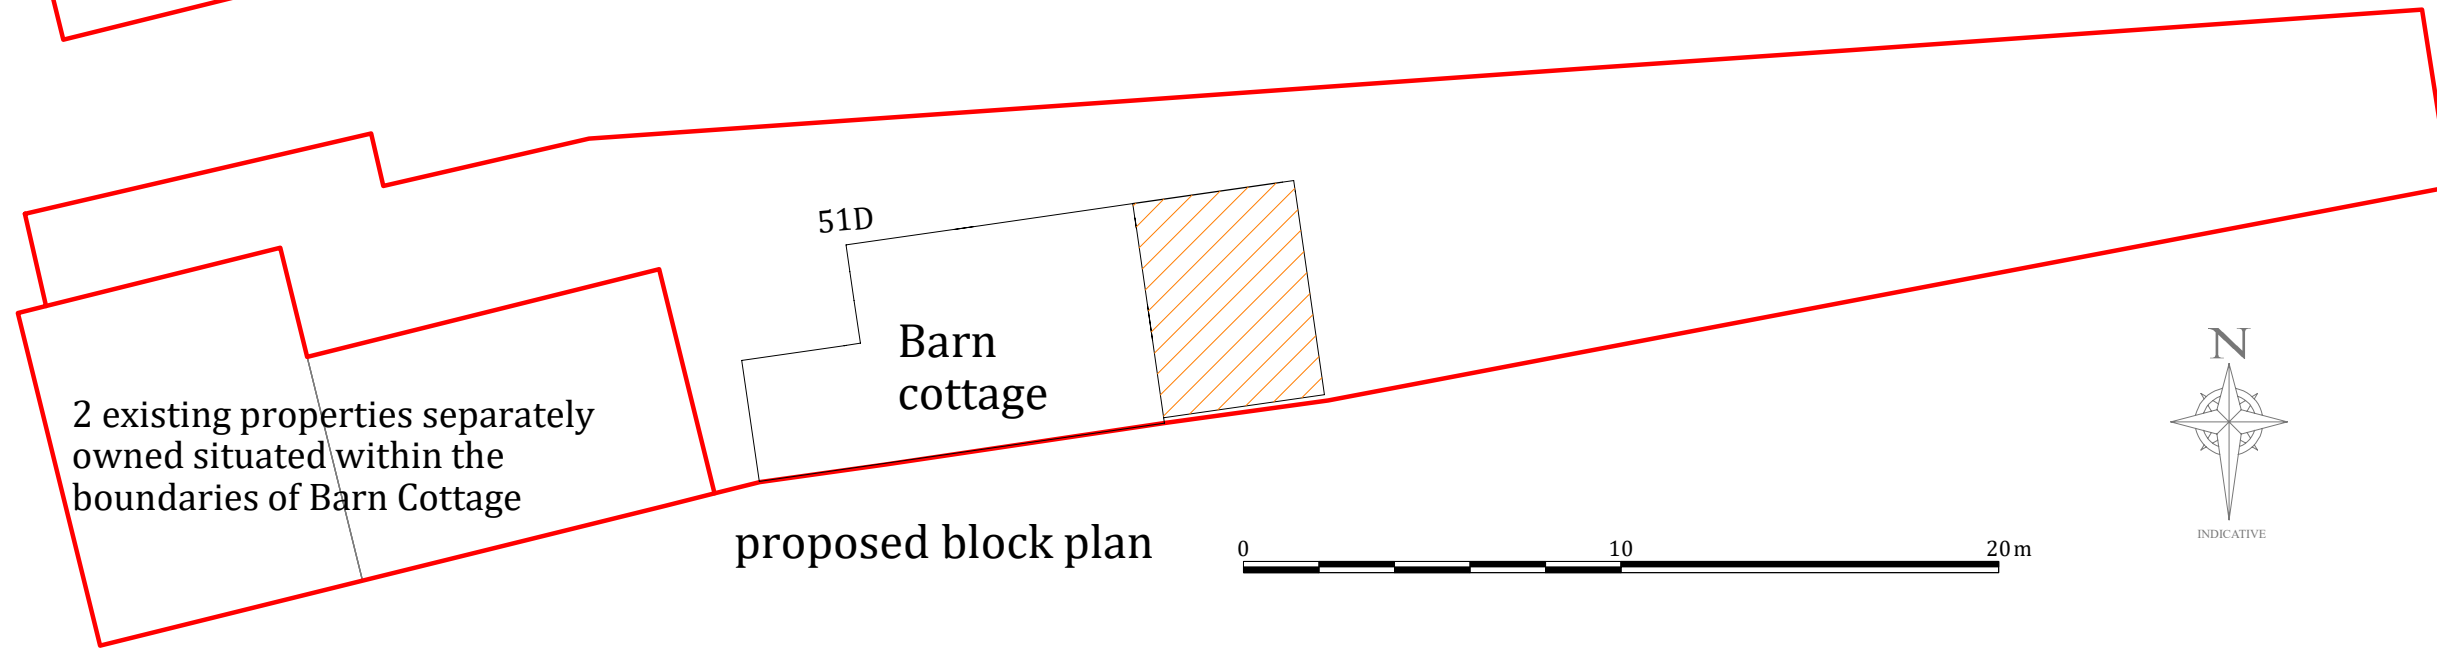 51D
Barn
cottage
2 existing properties separately
owned situated within the
boundaries of Barn Cottage
proposed block plan
0 10 20m
N
INDICATIVE